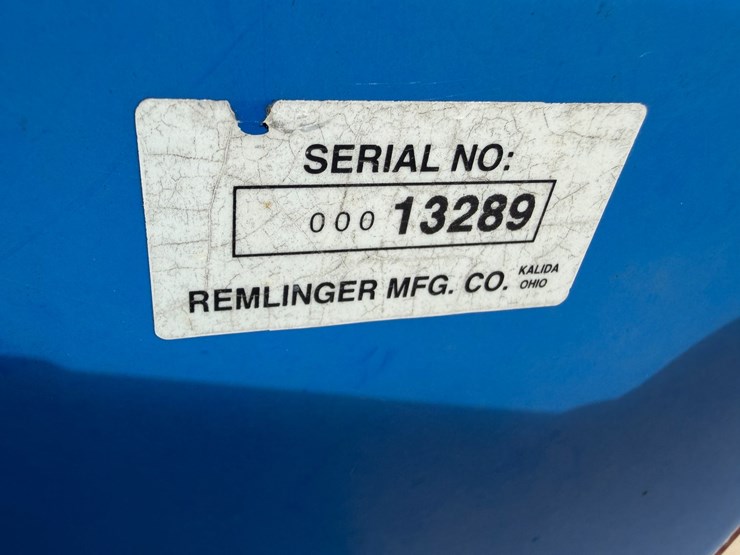 SERIAL NO:
000 13289
REMLINGER MFG. CO. KALIDA
OHIO